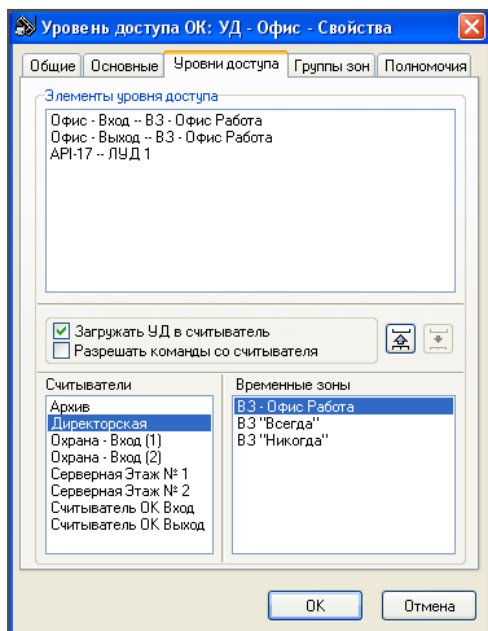 Уровень доступа ОК: УД - Офис - Свойства
Общие Основные Уровни доступа Группы зон Полномочия
Элементы уровня доступа
Офис - Вход -- ВЗ - Офис Работа
Офис - Выход -- ВЗ - Офис Работа
API-17 -- ЛУД 1
Загружать УД в считыватель
Разрешать команды со считывателя
Считыватели Временные зоны
Архив ВЗ - Офис Работа
Директорская ВЗ "Всегда"
Охрана - Вход (1) ВЗ "Никогда"
Охрана - Вход (2)
Серверная Этаж № 1
Серверная Этаж № 2
Считыватель ОК Вход
Считыватель ОК Выход
OK Отмена